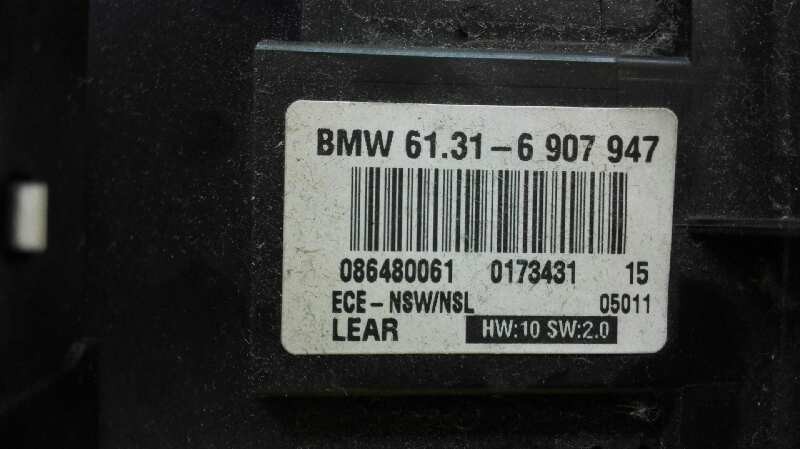 BMW 61.31-6 907 947
086480061 0173431 15
ECE-NSW/NSL 05011
LEAR HW:10 SW:2.0